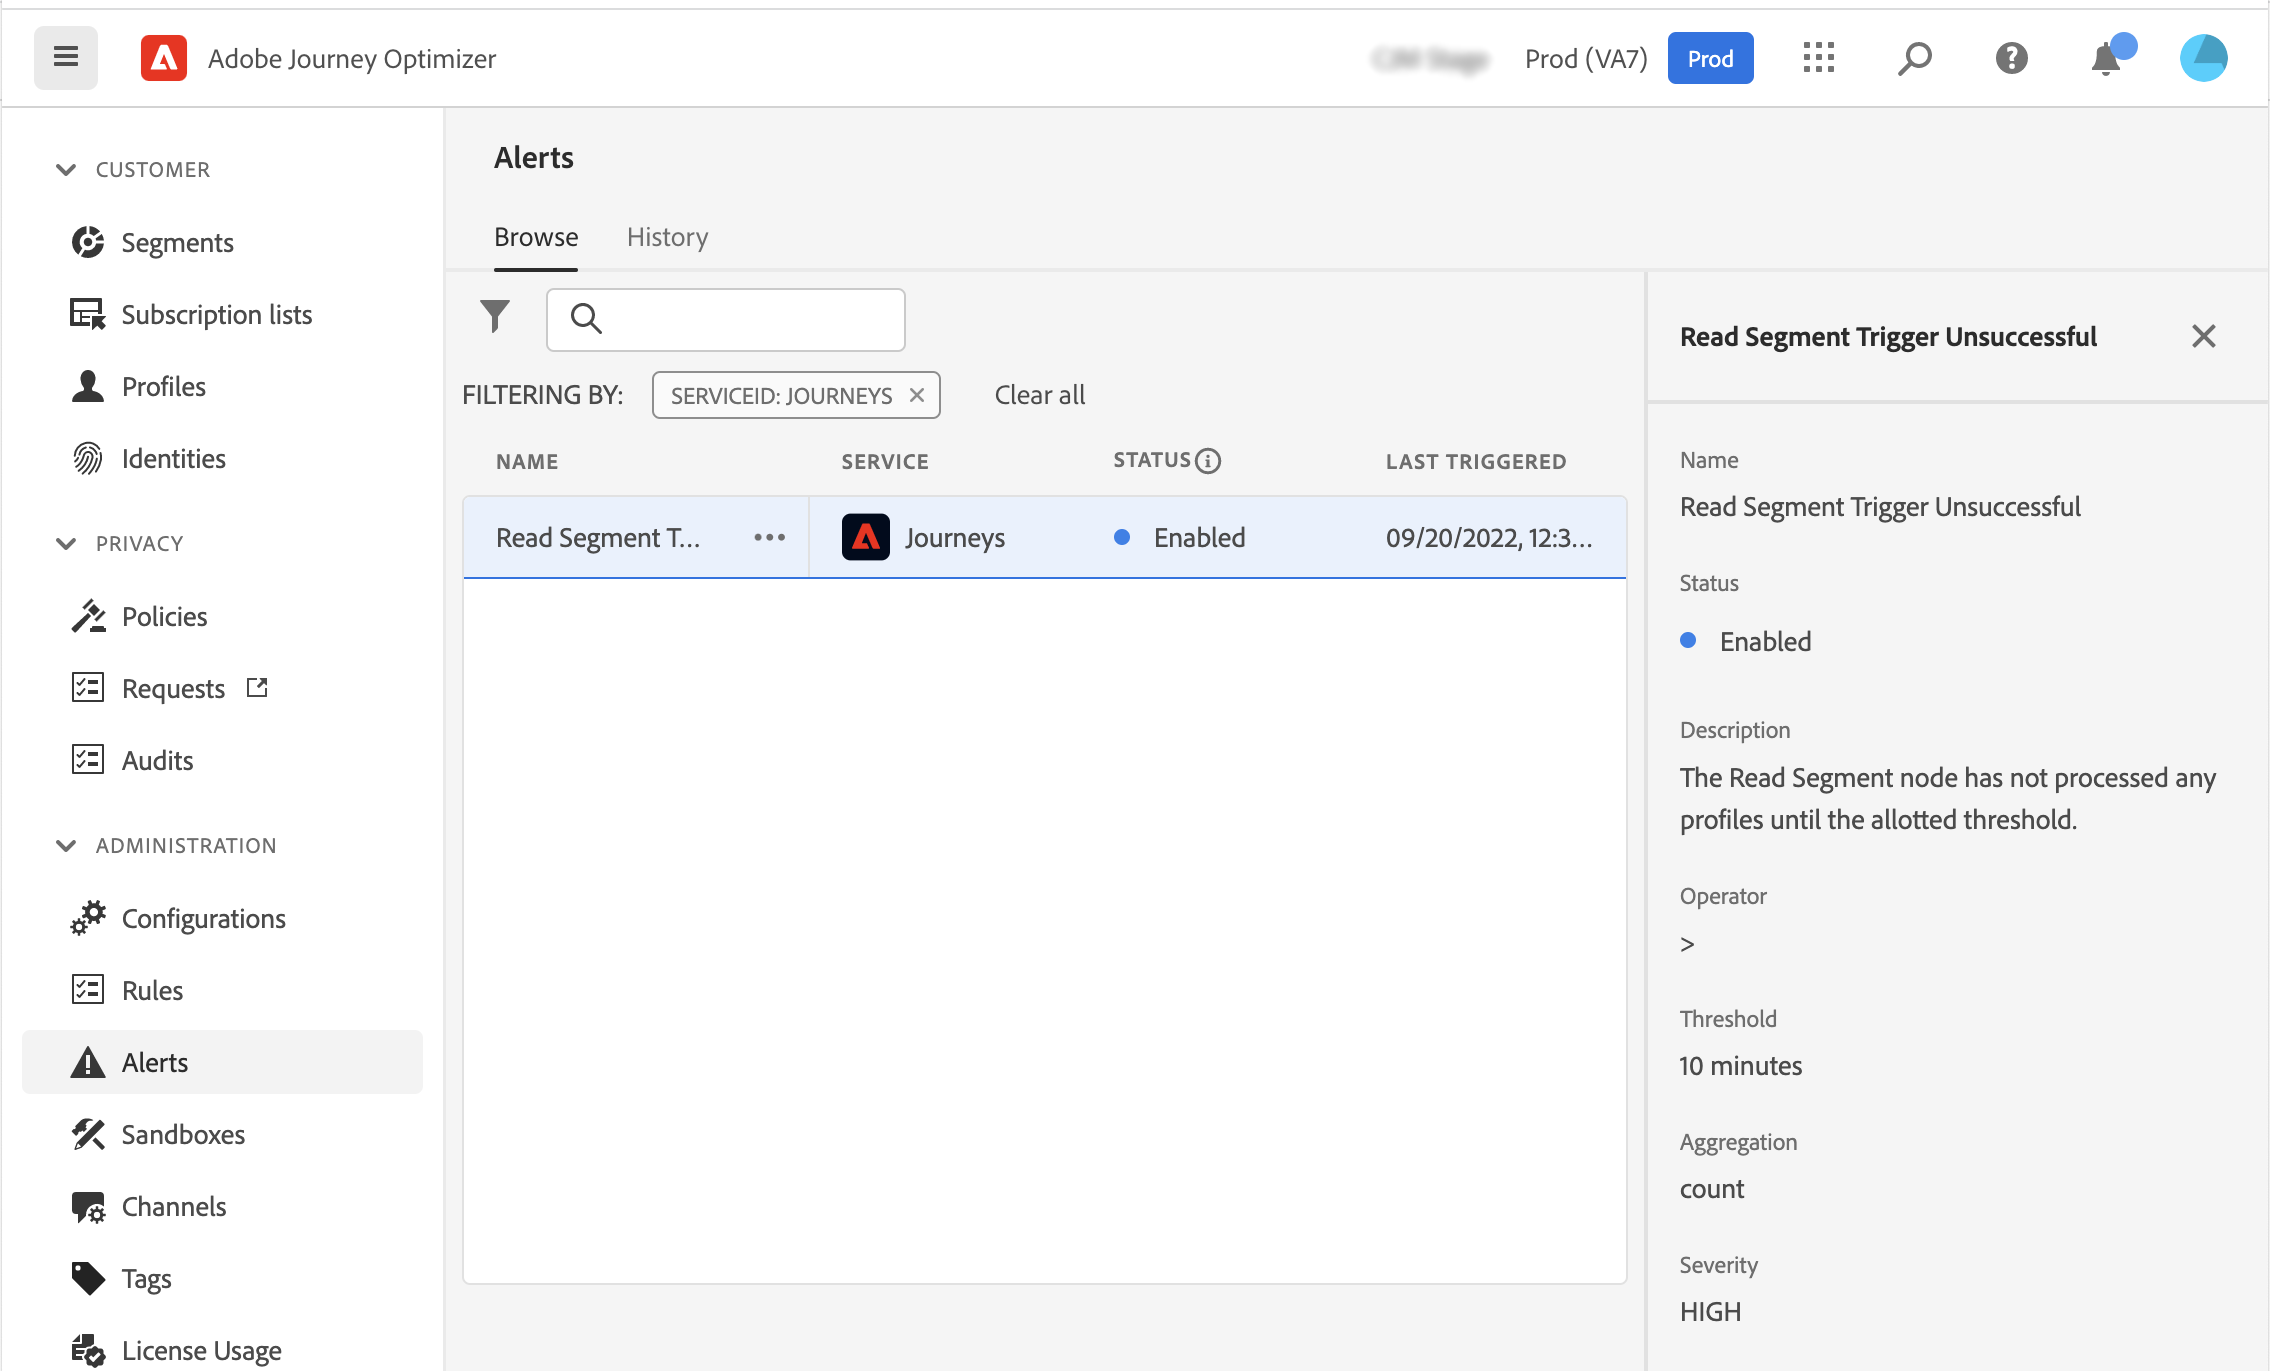 Adobe Journey Optimizer
Prod (VA7)
Prod
CUSTOMER
Segments
Subscription lists
Profiles
Identities
PRIVACY
Policies
Requests
Audits
ADMINISTRATION
Configurations
Rules
Alerts
Sandboxes
Channels
Tags
License Usage
Alerts
Browse History
FILTERING BY: SERVICEID: JOURNEYS Clear all
NAME SERVICE STATUS LAST TRIGGERED
Read Segment T... Journeys Enabled 09/20/2022, 12:3...
Read Segment Trigger Unsuccessful
Name
Read Segment Trigger Unsuccessful
Status
Enabled
Description
The Read Segment node has not processed any
profiles until the allotted threshold.
Operator
>
Threshold
10 minutes
Aggregation
count
Severity
HIGH